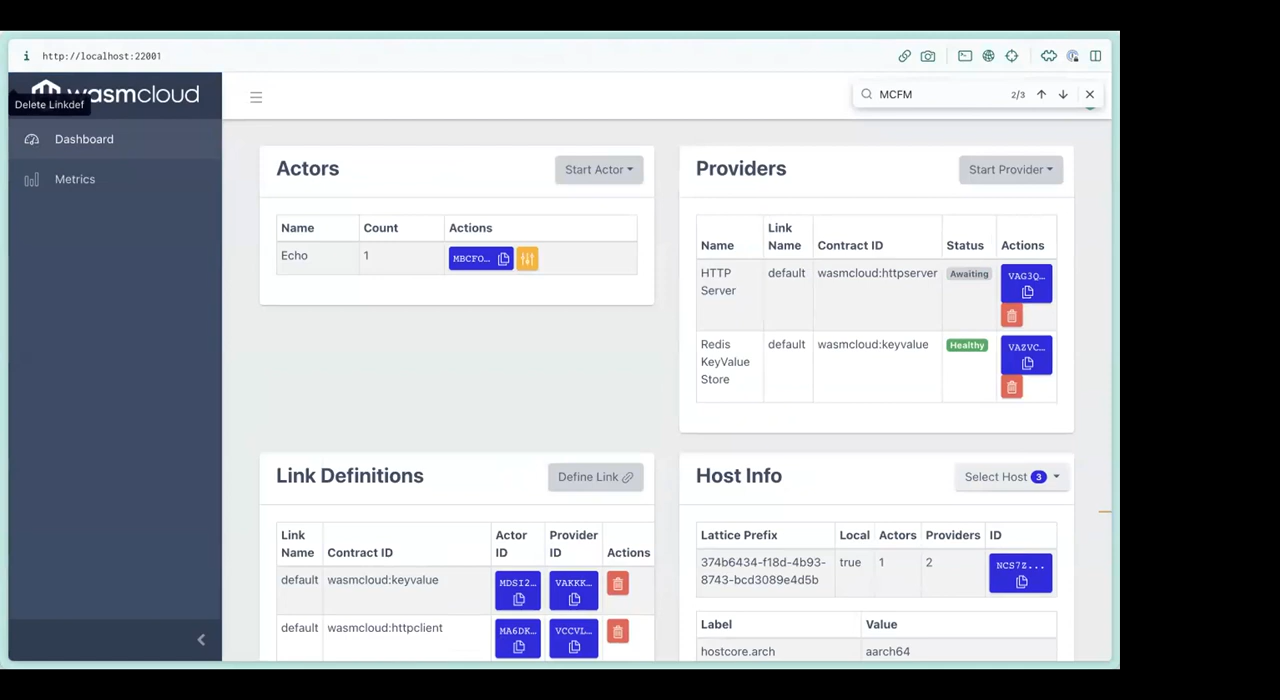 http://localhost:22001
wasmcloud
Delete Linkdef
MCFM 2/3
Dashboard
Metrics
Actors
Start Actor
Name Count Actions
Echo 1 MBCFO...
Providers
Start Provider
Name Link Name Contract ID Status Actions
HTTP Server default wasmcloud:httpserver Awaiting VAG3Q...
Redis KeyValue Store default wasmcloud:keyvalue Healthy VAZVC...
Link Definitions
Define Link
Link Name Contract ID Actor ID Provider ID Actions
default wasmcloud:keyvalue MDSI2... VAKKK...
default wasmcloud:httpclient MA6DK... VCCVL...
Host Info
Select Host 3
Lattice Prefix Local Actors Providers ID
374b6434-f18d-4b93-
8743-bcd3089e4d5b true 1 2 NCS7Z...
Label Value
hostcore.arch aarch64